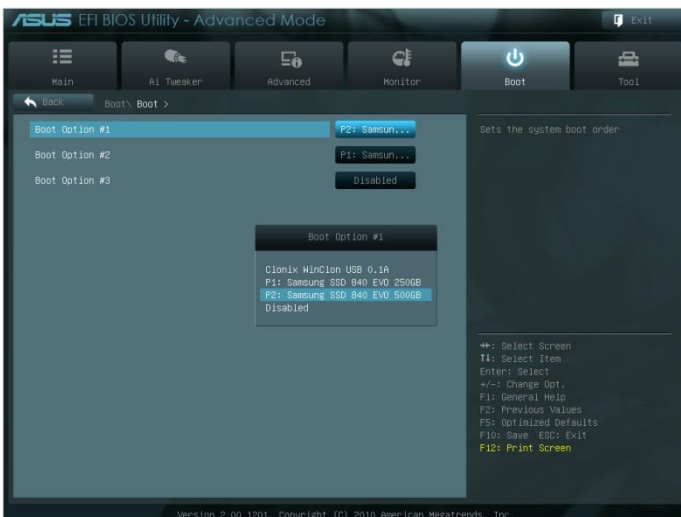 ASUS EFI BIOS Utility - Advanced Mode
Exit
Main
Ai Tweaker
Advanced
Monitor
Boot
Tool
Back
Boot\ Boot >
Boot Option #1 P2: Samsun...
Boot Option #2 P1: Samsun...
Boot Option #3 Disabled
Sets the system boot order
Boot Option #1
Clonix WinClon USB 0.1A
P1: Samsung SSD 840 EVO 250GB
P2: Samsung SSD 840 EVO 500GB
Disabled
→←: Select Screen
↑↓: Select Item
Enter: Select
+/-: Change Opt.
F1: General Help
F2: Previous Values
F5: Optimized Defaults
F10: Save ESC: Exit
F12: Print Screen
Version 2.00.1201. Copyright (C) 2010 American Megatrends, Inc.